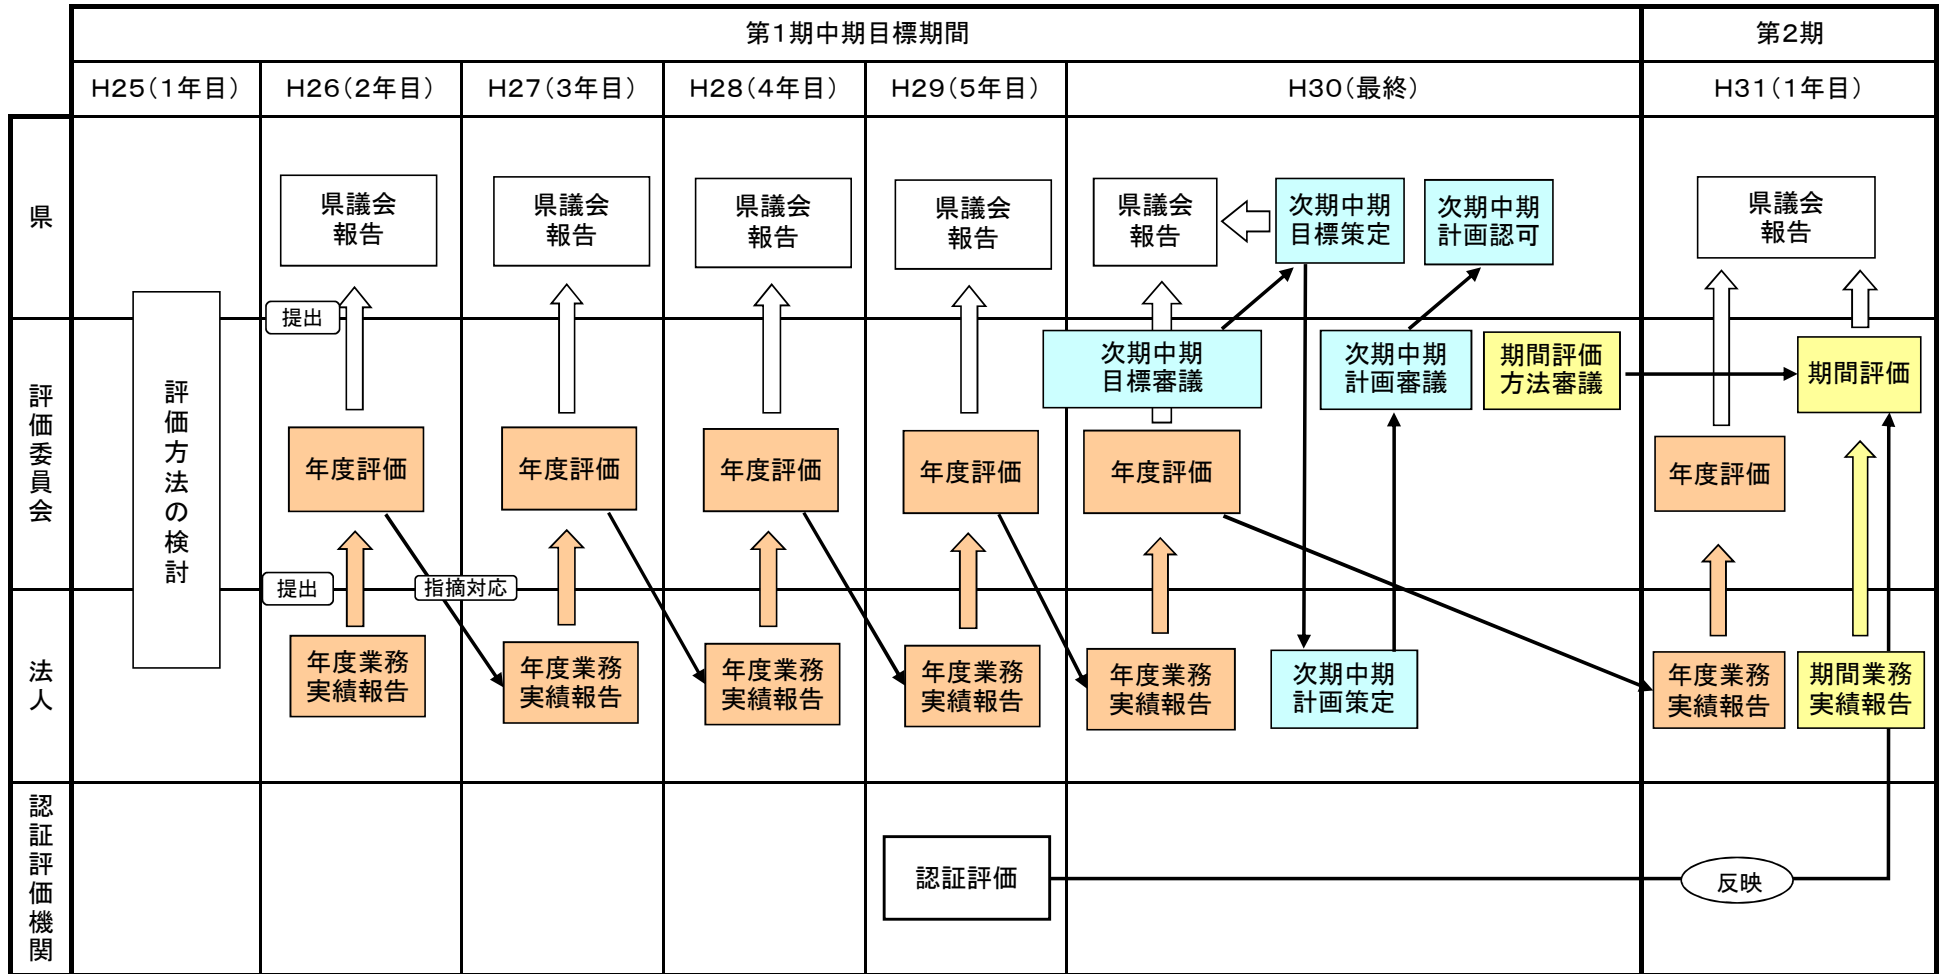 第1期中期目標期間
第2期
H25(1年目)
H26(2年目)
H27(3年目)
H28(4年目)
H29(5年目)
H30(最終)
H31(1年目)
県
県議会
報告
県議会
報告
県議会
報告
県議会
報告
県議会
報告
次期中期
目標策定
次期中期
計画認可
県議会
報告
提出
評価委員会
評価方法の検討
次期中期
目標審議
次期中期
計画審議
期間評価
方法審議
期間評価
年度評価
年度評価
年度評価
年度評価
年度評価
年度評価
提出
指摘対応
法人
年度業務
実績報告
年度業務
実績報告
年度業務
実績報告
年度業務
実績報告
年度業務
実績報告
次期中期
計画策定
年度業務
実績報告
期間業務
実績報告
認証評価機関
認証評価
反映